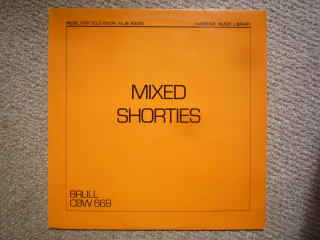 MUSIC FOR TELEVISION, FILM, RADIO
HARMONIC MUSIC LIBRARY
MIXED
SHORTIES
BRULL
CBW 669